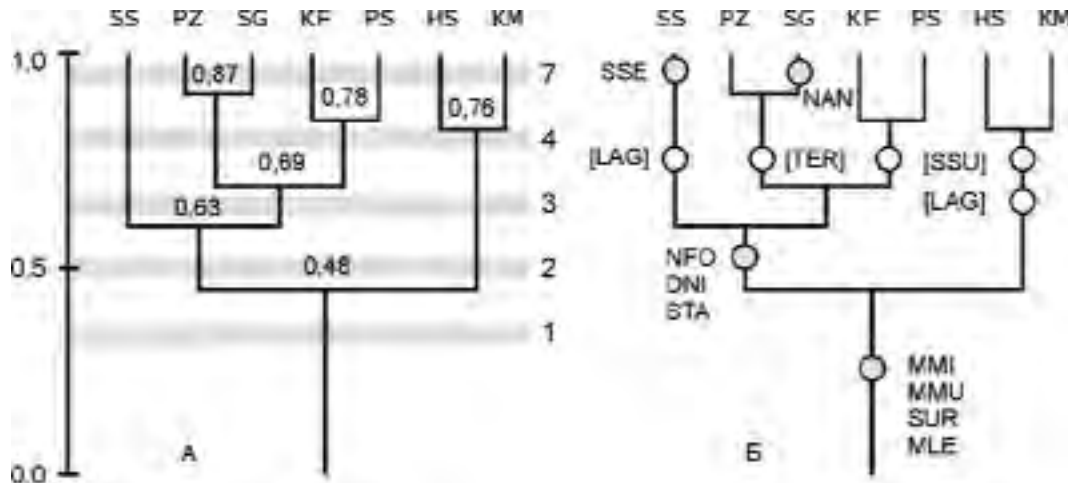 SS PZ SG KF PS HS KM
1,0
0,87
7
0,78
0,76
4
0,69
3
0,63
0,5
0,48
2
1
А
0,0
SS PZ SG KF PS HS KM
SSE
NAN
[LAG]
[TER]
[SSU]
[LAG]
NFO
DNI
STA
MMI
MMU
SUR
MLE
Б